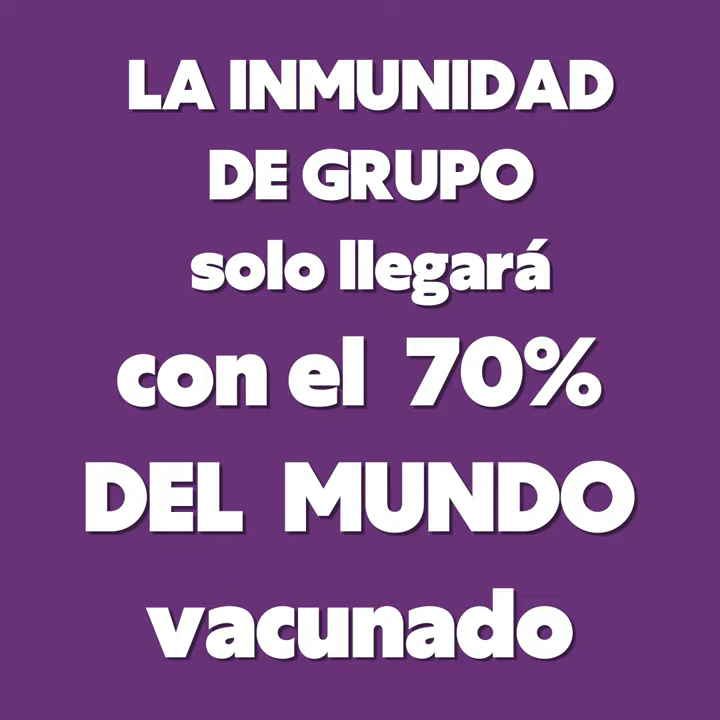 LA INMUNIDAD
DE GRUPO
solo llegará
con el 70%
DEL MUNDO
vacunado